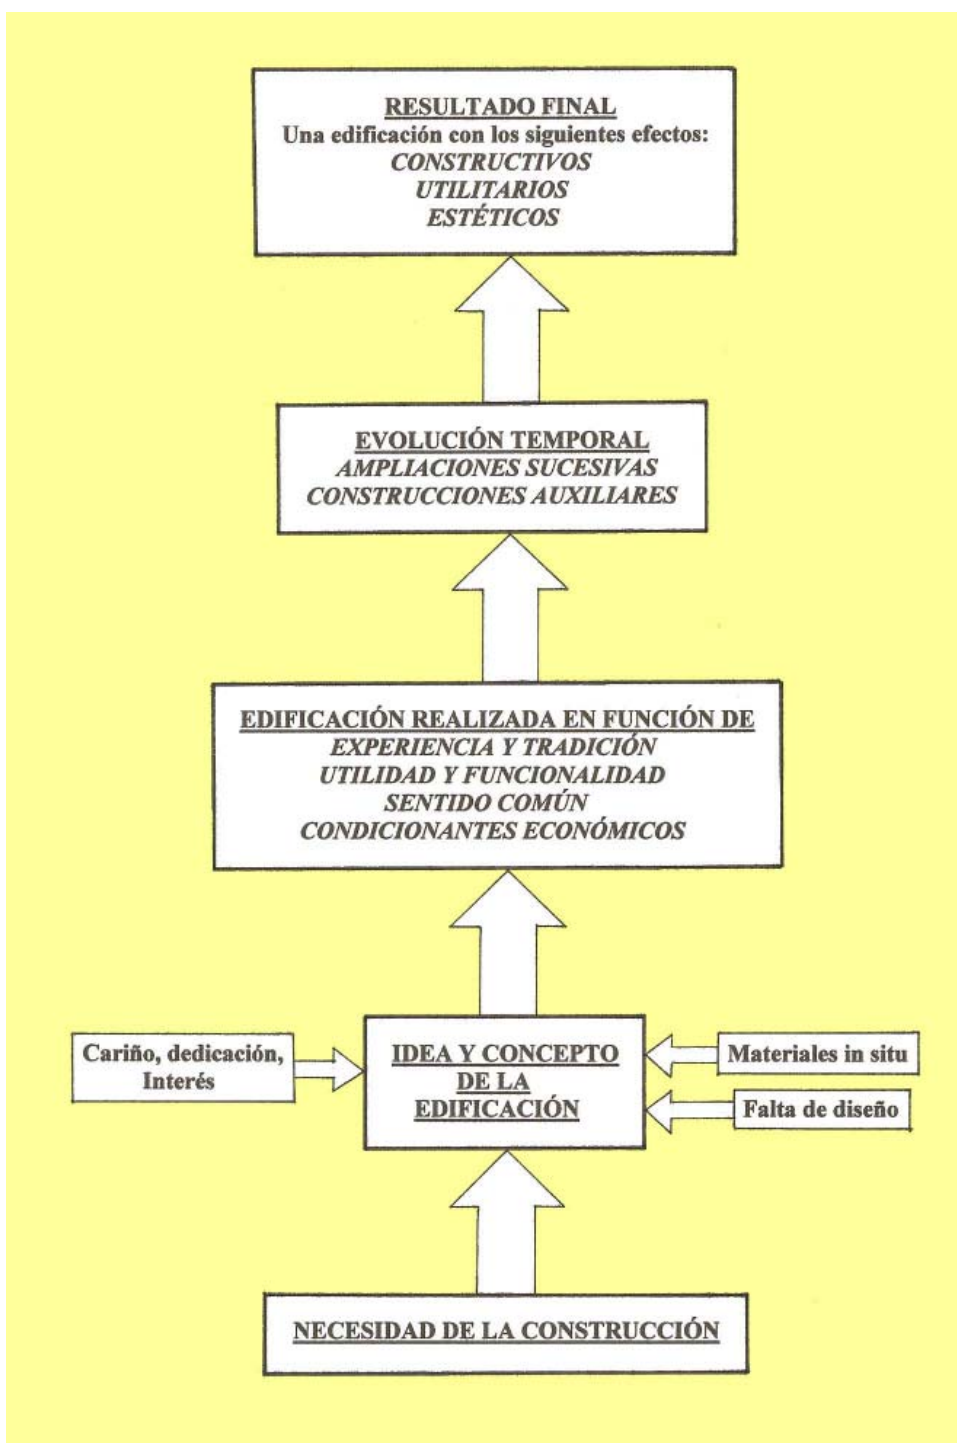 RESULTADO FINAL
Una edificación con los siguientes efectos:
CONSTRUCTIVOS
UTILITARIOS
ESTÉTICOS
EVOLUCIÓN TEMPORAL
AMPLIACIONES SUCESIVAS
CONSTRUCCIONES AUXILIARES
EDIFICACIÓN REALIZADA EN FUNCIÓN DE
EXPERIENCIA Y TRADICIÓN
UTILIDAD Y FUNCIONALIDAD
SENTIDO COMÚN
CONDICIONANTES ECONÓMICOS
Cariño, dedicación,
Interés
IDEA Y CONCEPTO
DE LA
EDIFICACIÓN
Materiales in situ
Falta de diseño
NECESIDAD DE LA CONSTRUCCIÓN